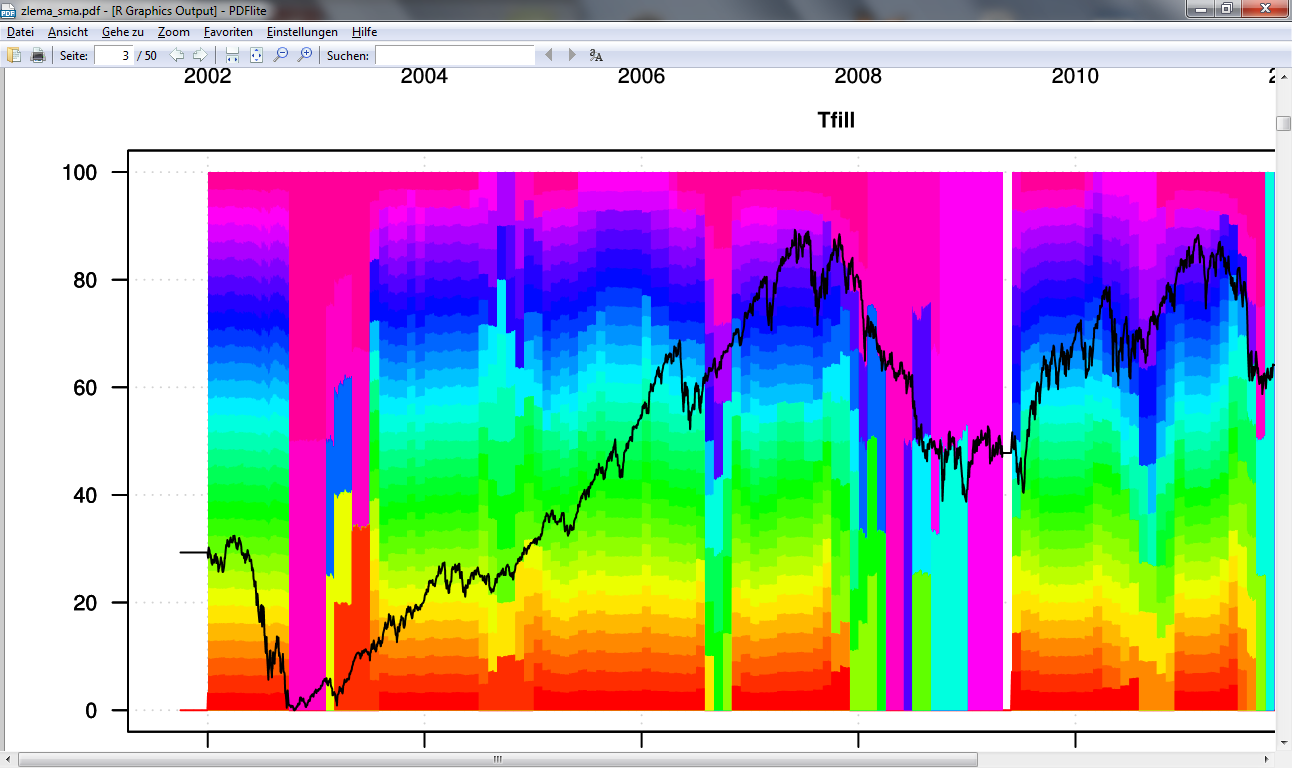 zlema_sma.pdf - [R Graphics Output] - PDFlite
Datei Ansicht Gehe zu Zoom Favoriten Einstellungen Hilfe
Seite: 3 / 50 Suchen:
2002 2004 2006 2008 2010 2
Tfill
100
80
60
40
20
0